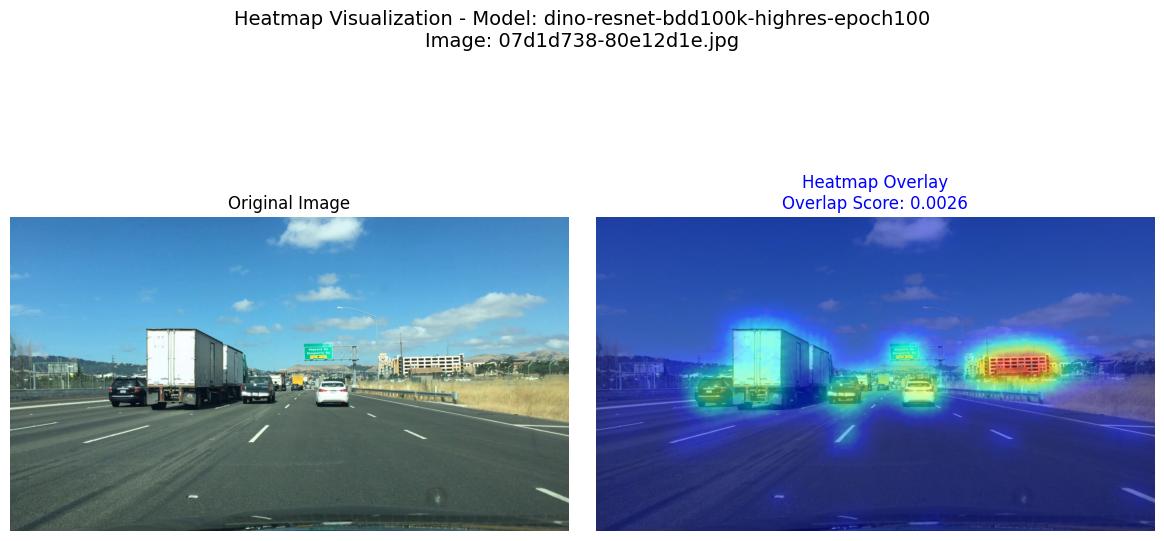 Heatmap Visualization - Model: dino-resnet-bdd100k-highres-epoch100
Image: 07d1d738-80e12d1e.jpg
Original Image
Heatmap Overlay
Overlap Score: 0.0026